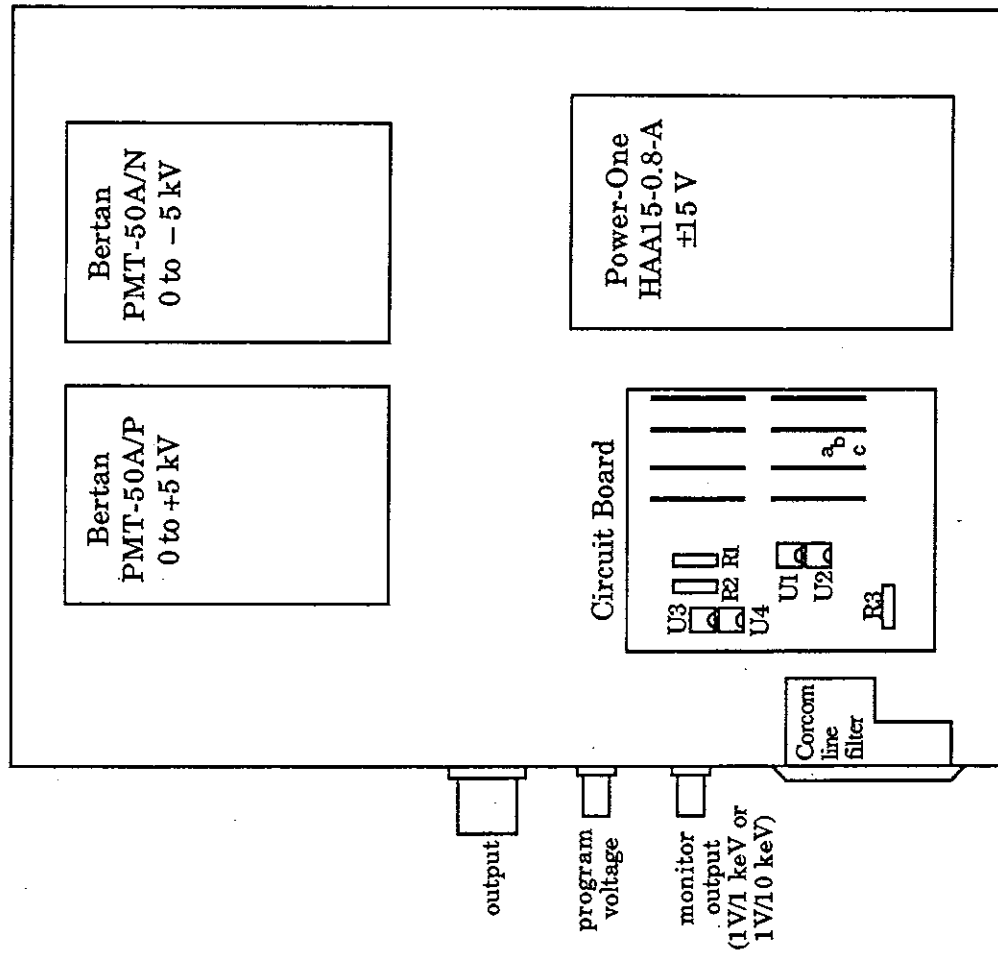 Bertan
PMT-50A/P
0 to +5 kV
Bertan
PMT-50A/N
0 to −5 kV
Circuit Board
U3
U4
R2
R1
U1
U2
R3
a
b
c
Power-One
HAA15-0.8-A
±15 V
output
program
voltage
monitor
output
(1V/1 keV or
1V/10 keV)
Corcom
line
filter